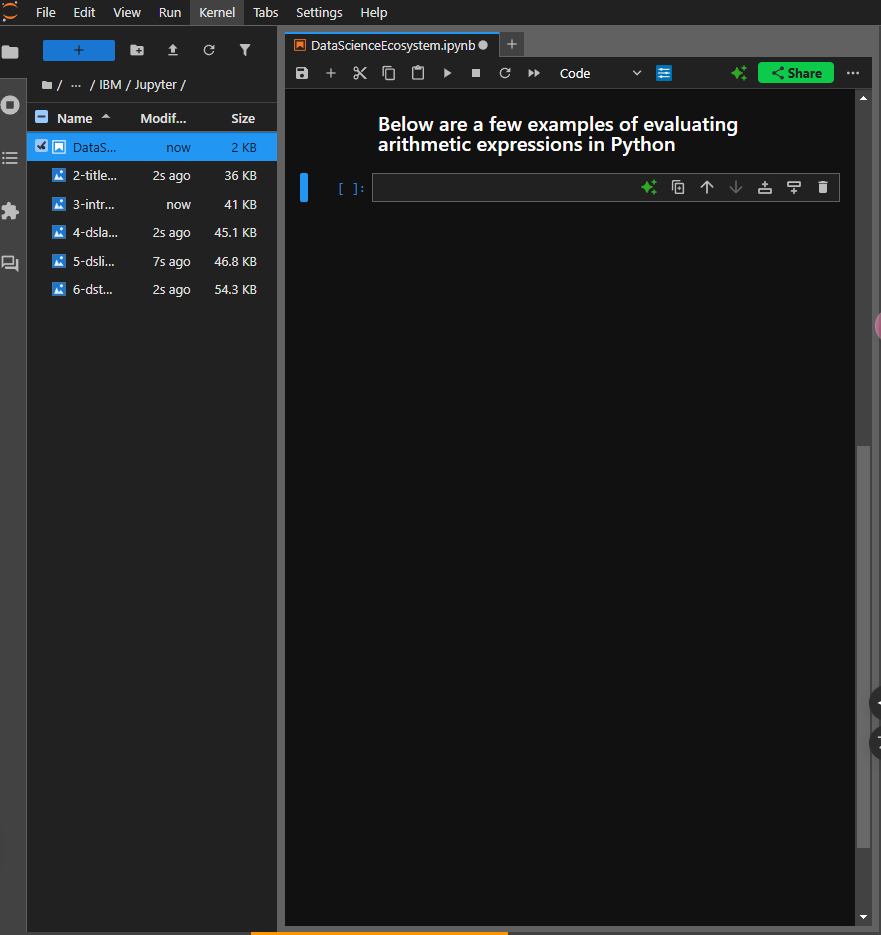 File Edit View Run Kernel Tabs Settings Help
+
/ ... / IBM / Jupyter /
Name Modif... Size
DataS... now 2 KB
2-title... 2s ago 36 KB
3-intr... now 41 KB
4-dsla... 2s ago 45.1 KB
5-dsli... 7s ago 46.8 KB
6-dst... 2s ago 54.3 KB
DataScienceEcosystem.ipynb
Code Share
Below are a few examples of evaluating
arithmetic expressions in Python
[ ]: